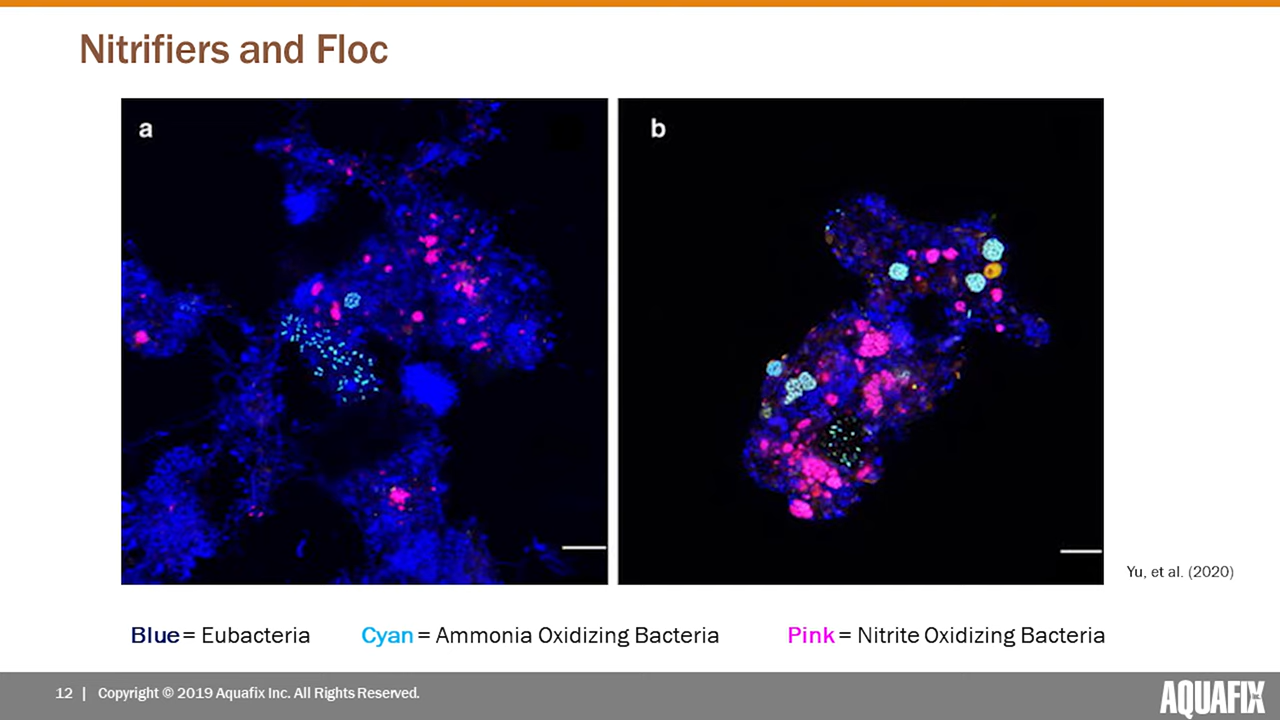 Nitrifiers and Floc
a
b
Yu, et al. (2020)
Blue = Eubacteria
Cyan = Ammonia Oxidizing Bacteria
Pink = Nitrite Oxidizing Bacteria
12 | Copyright © 2019 Aquafix Inc. All Rights Reserved.
AQUAFIX